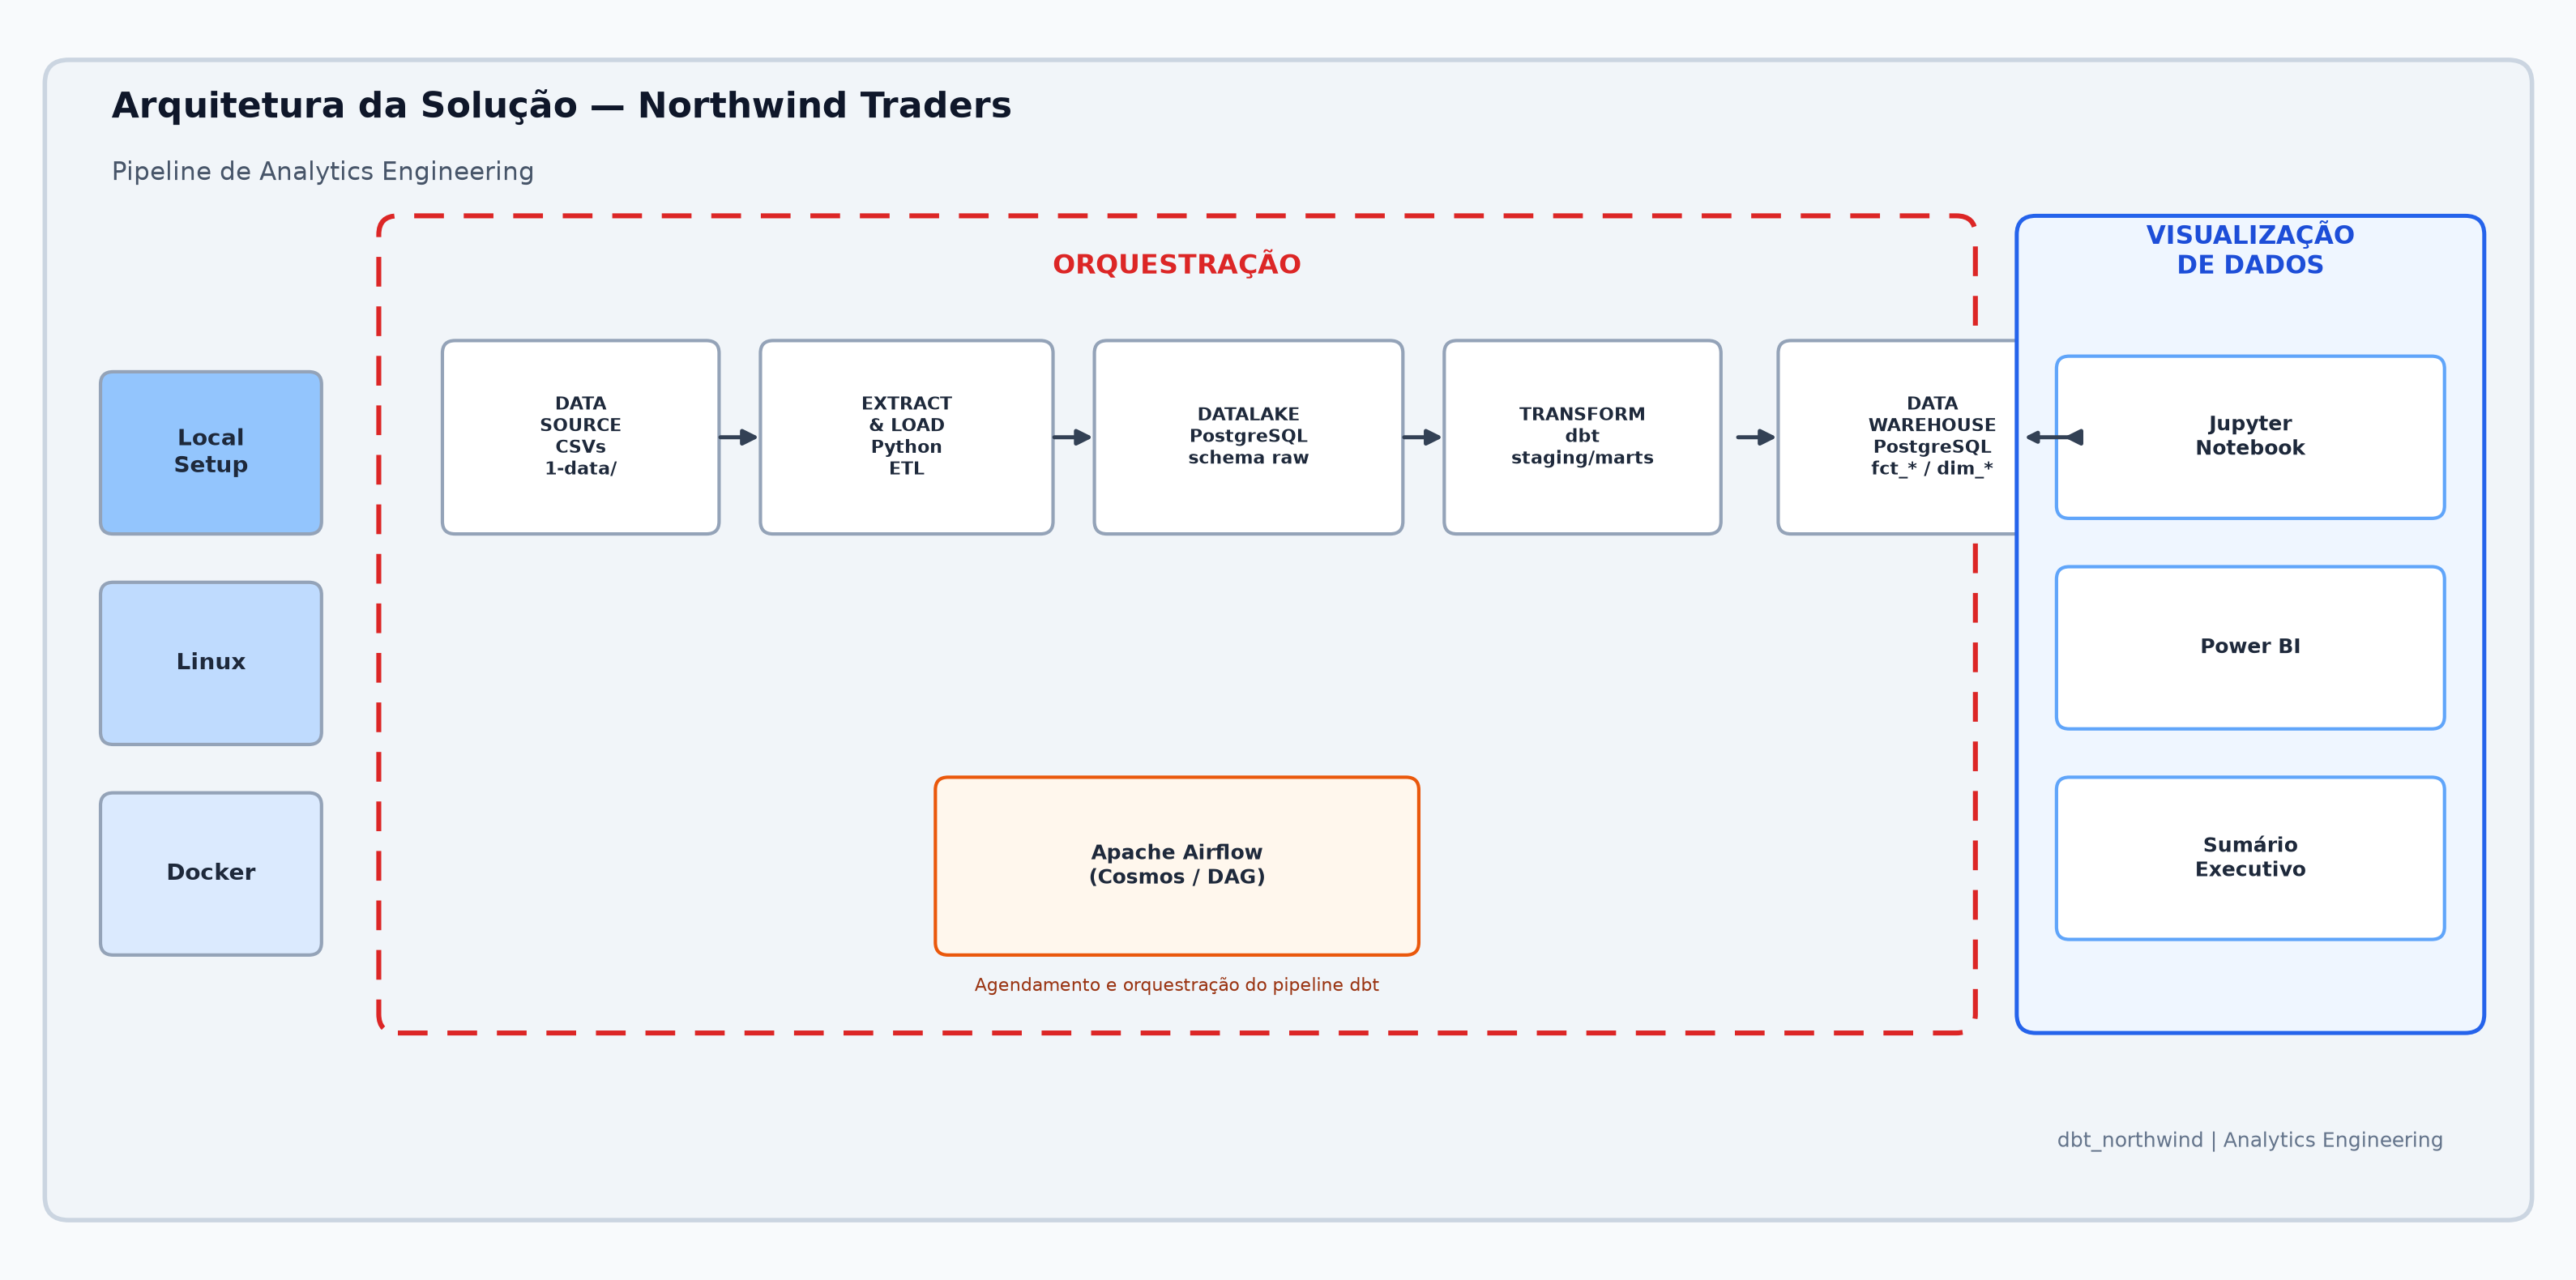 Arquitetura da Solução — Northwind Traders
Pipeline de Analytics Engineering
ORQUESTRAÇÃO
VISUALIZAÇÃO
DE DADOS
Local
Setup
Linux
Docker
DATA
SOURCE
CSVs
1-data/
EXTRACT
& LOAD
Python
ETL
DATALAKE
PostgreSQL
schema raw
TRANSFORM
dbt
staging/marts
DATA
WAREHOUSE
PostgreSQL
fct_* / dim_*
Jupyter
Notebook
Power BI
Sumário
Executivo
Apache Airflow
(Cosmos / DAG)
Agendamento e orquestração do pipeline dbt
dbt_northwind | Analytics Engineering